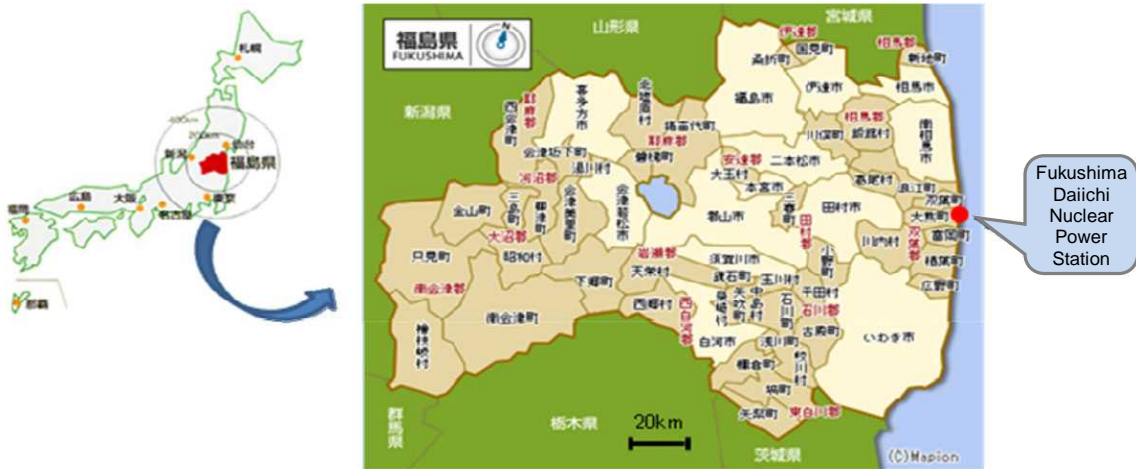 札幌
400km
200km
仙台
新潟
福島県
東京
広島
大阪
名古屋
福岡
那覇
福島県
FUKUSHIMA
N
山形県
宮城県
新潟県
群馬県
栃木県
茨城県
伊達郡
国見町
桑折町
相馬郡
新地町
福島市
伊達市
相馬市
南相馬市
相馬郡
飯舘村
川俣町
北塩原村
喜多方市
耶麻郡
西会津町
猪苗代町
耶麻郡
磐梯町
会津坂下町
湯川村
河沼郡
安達郡
大玉村
二本松市
本宮市
葛尾村
浪江町
双葉町
大熊町
富岡町
双葉郡
楢葉町
広野町
川内村
田村市
三春町
田村郡
小野町
郡山市
会津若松市
会津美里町
柳津町
三島町
金山町
大沼郡
昭和村
只見町
南会津郡
下郷町
南会津町
檜枝岐村
岩瀬郡
天栄村
須賀川市
鏡石町
玉川村
平田村
西郷村
西白河郡
泉崎村
矢吹町
中島村
石川町
石川郡
古殿町
白河市
浅川町
鮫川村
棚倉町
塙町
矢祭町
東白川郡
いわき市
20km
(C)Mapion
Fukushima
Daiichi
Nuclear
Power
Station